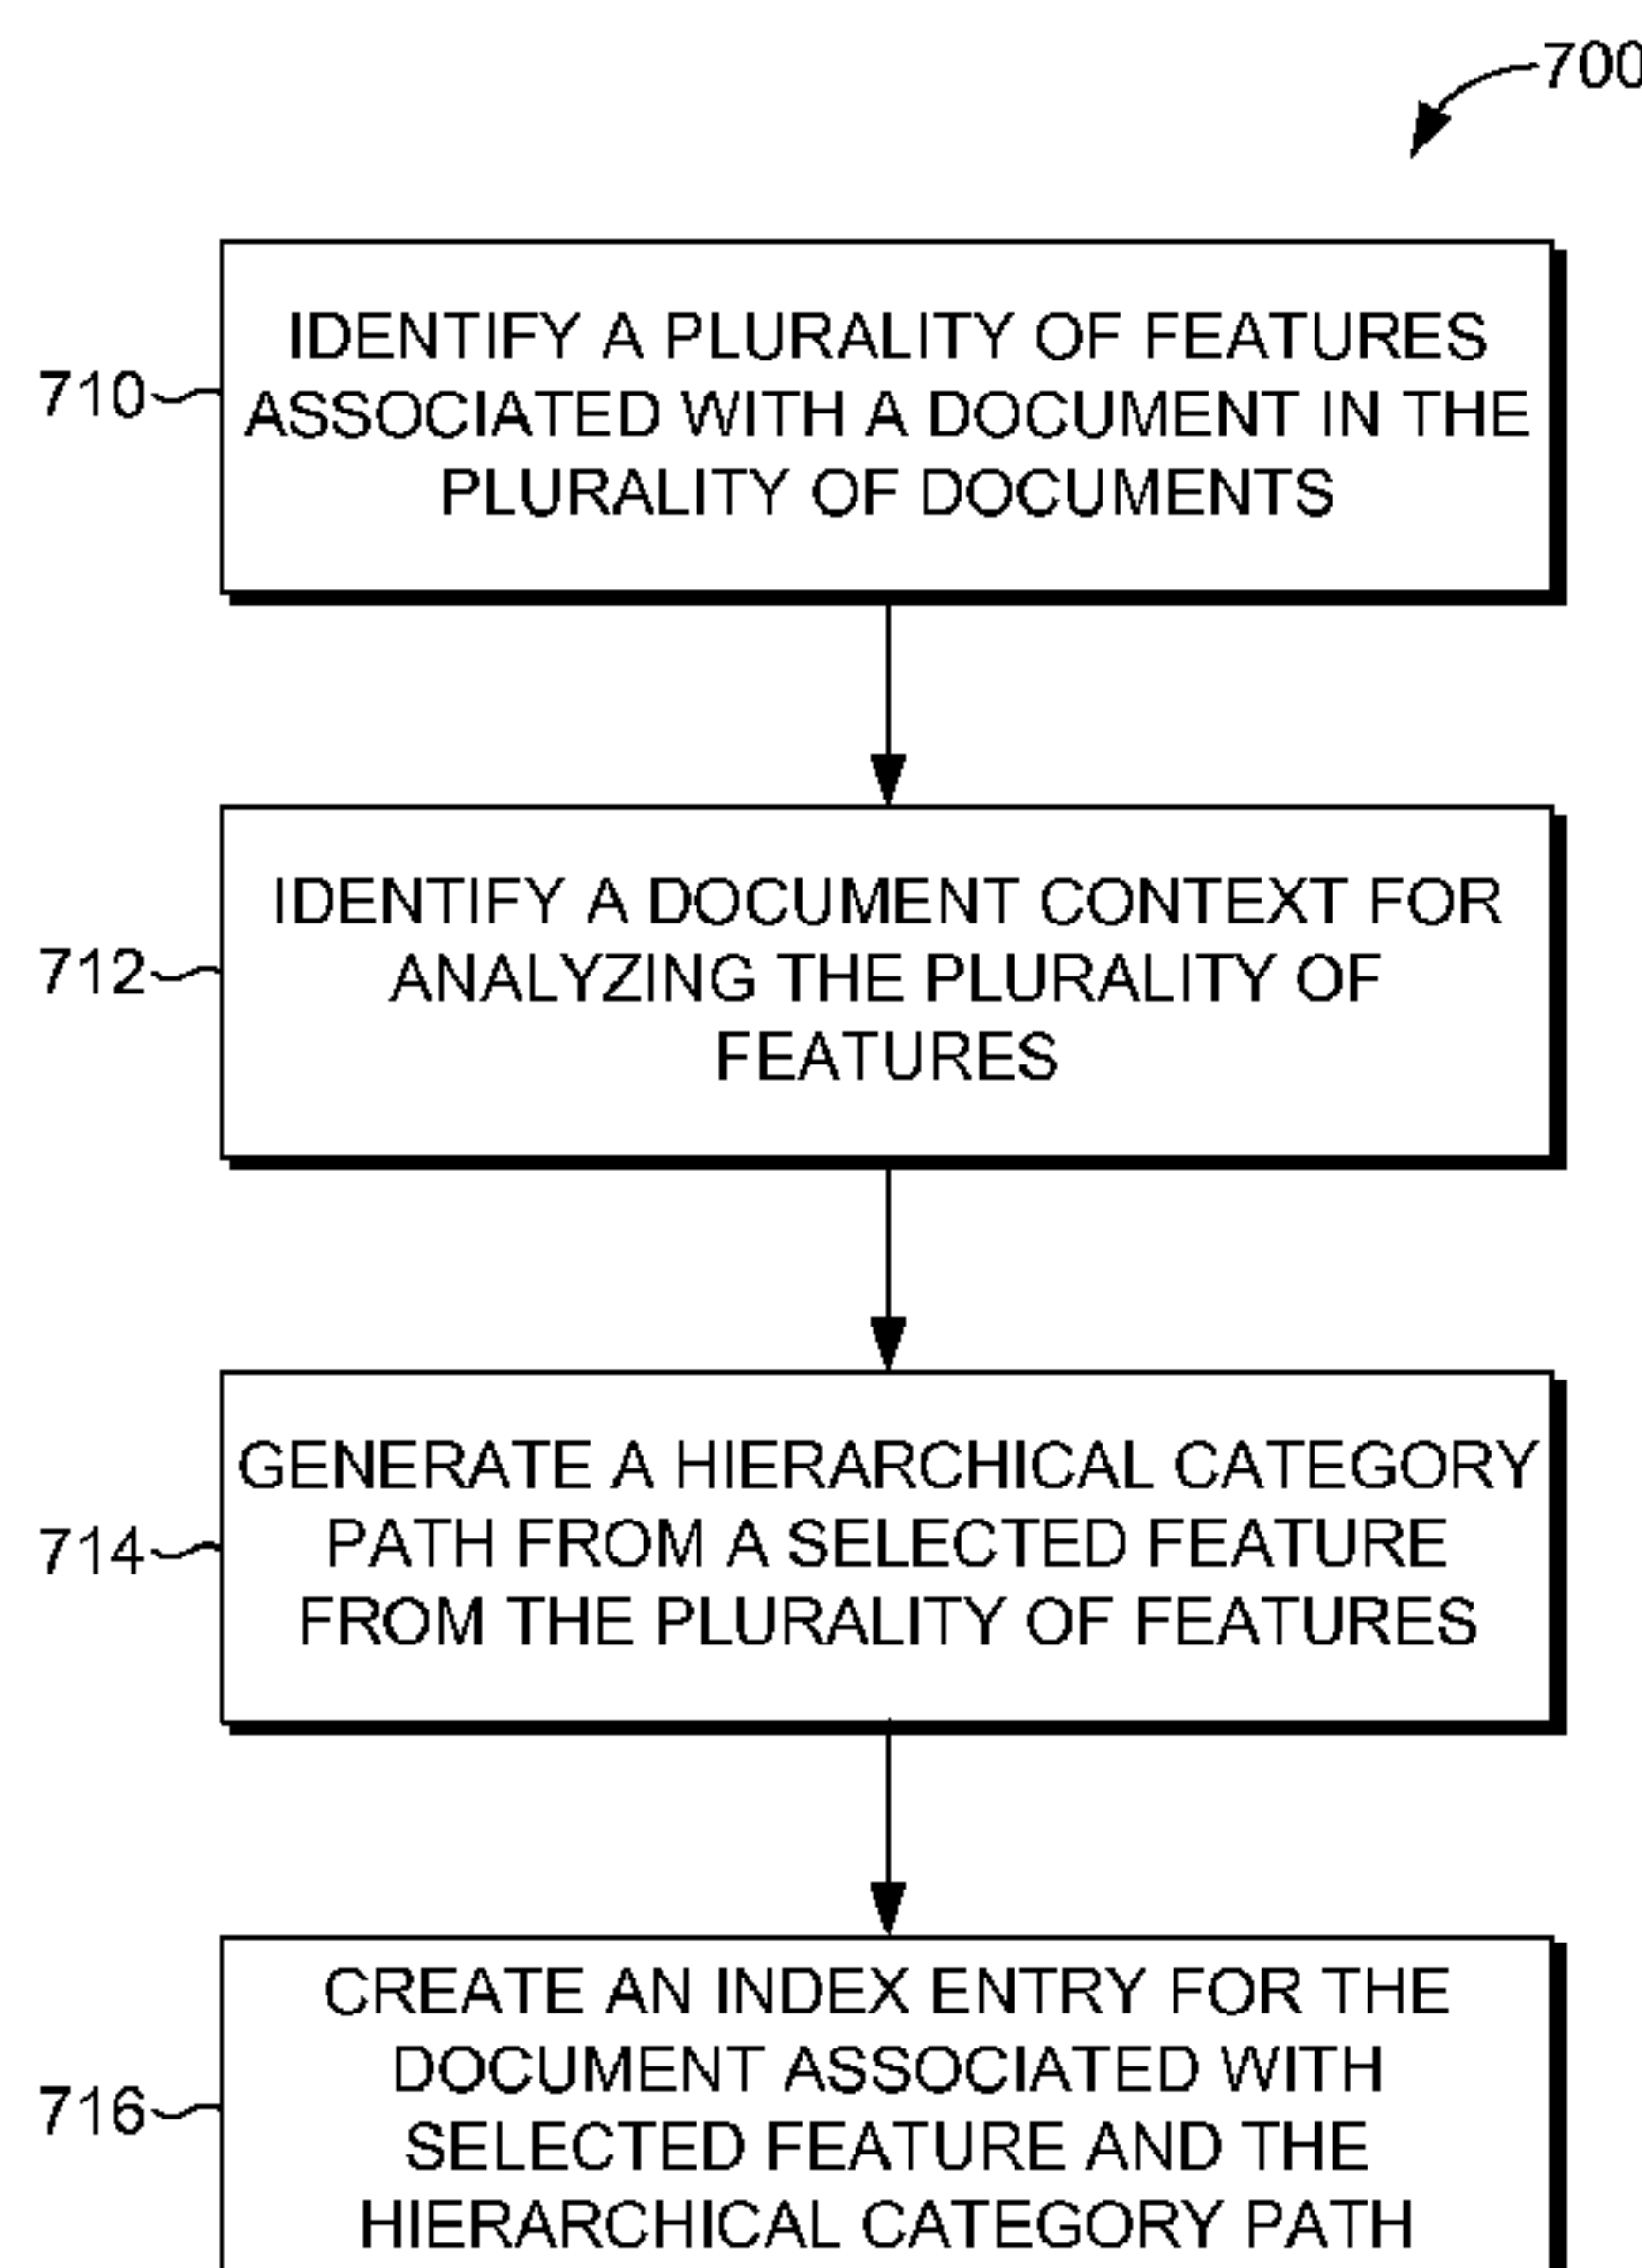 700
IDENTIFY A PLURALITY OF FEATURES
710
ASSOCIATED WITH A DOCUMENT IN THE
PLURALITY OF DOCUMENTS
IDENTIFY A DOCUMENT CONTEXT FOR
712
ANALYZING THE PLURALITY OF
FEATURES
GENERATE A HIERARCHICAL CATEGORY
714
PATH FROM A SELECTED FEATURE
FROM THE PLURALITY OF FEATURES
CREATE AN INDEX ENTRY FOR THE
DOCUMENT ASSOCIATED WITH
716
SELECTED FEATURE AND THE
HIERARCHICAL CATEGORY PATH